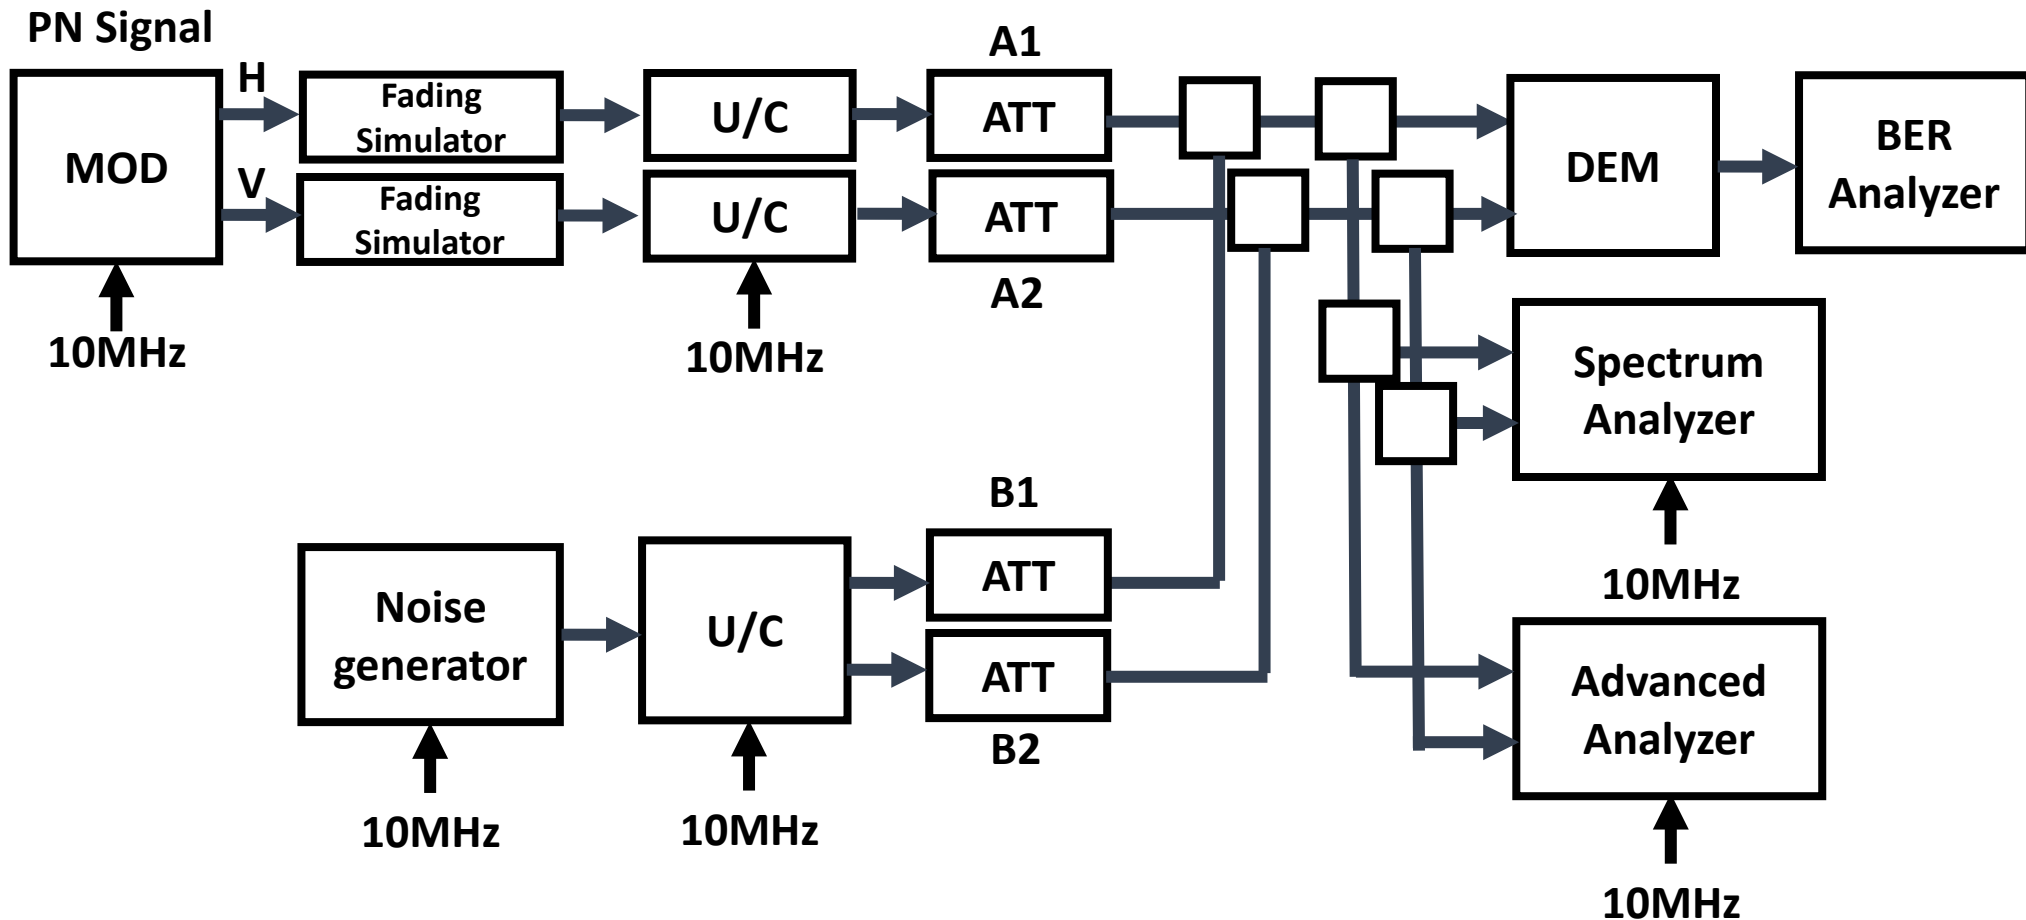 PN Signal
MOD
H
V
10MHz
Fading
Simulator
Fading
Simulator
U/C
U/C
10MHz
A1
ATT
ATT
A2
DEM
BER
Analyzer
Spectrum
Analyzer
10MHz
Noise
generator
10MHz
U/C
10MHz
B1
ATT
ATT
B2
Advanced
Analyzer
10MHz